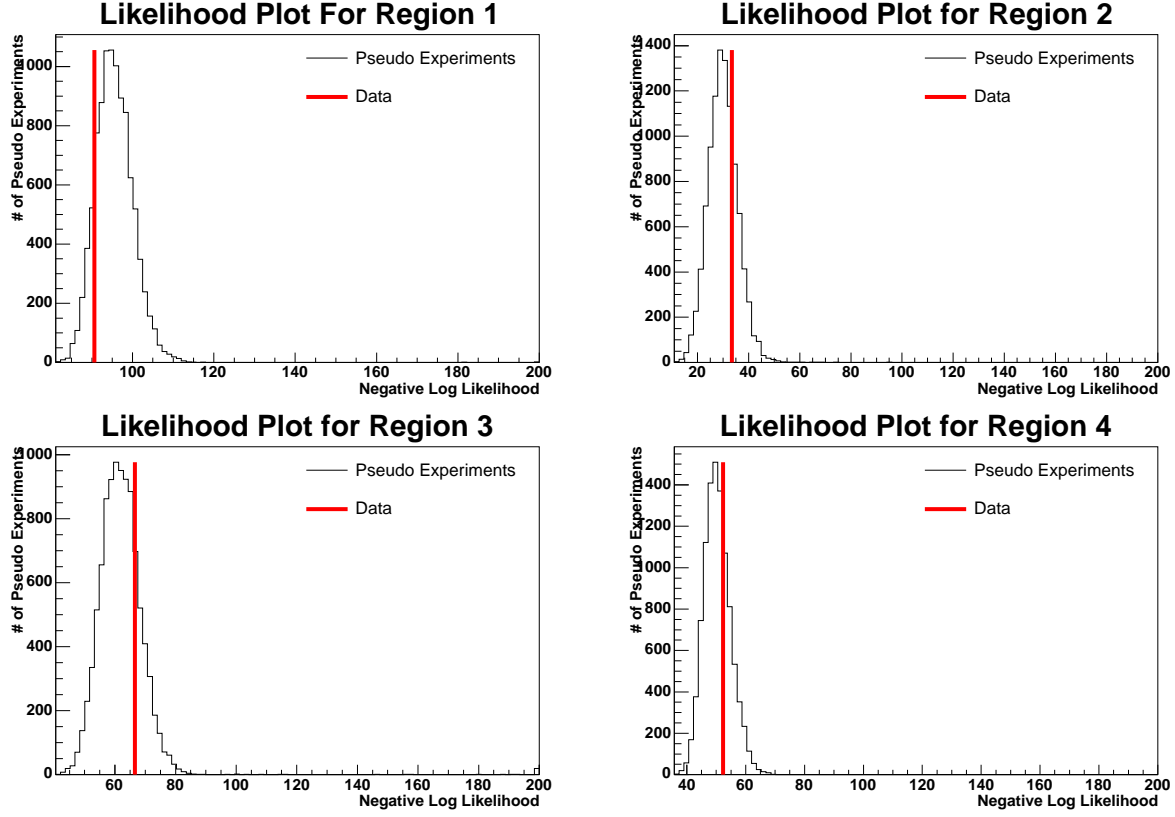 Likelihood Plot For Region 1
# of Pseudo Experiments
1000
800
600
400
200
0
Pseudo Experiments
Data
100 120 140 160 180 200
Negative Log Likelihood
Likelihood Plot for Region 2
# of Pseudo Experiments
1400
1200
1000
800
600
400
200
0
Pseudo Experiments
Data
20 40 60 80 100 120 140 160 180 200
Negative Log Likelihood
Likelihood Plot for Region 3
# of Pseudo Experiments
1000
800
600
400
200
0
Pseudo Experiments
Data
60 80 100 120 140 160 180 200
Negative Log Likelihood
Likelihood Plot for Region 4
# of Pseudo Experiments
1400
1200
1000
800
600
400
200
0
Pseudo Experiments
Data
40 60 80 100 120 140 160 180 200
Negative Log Likelihood